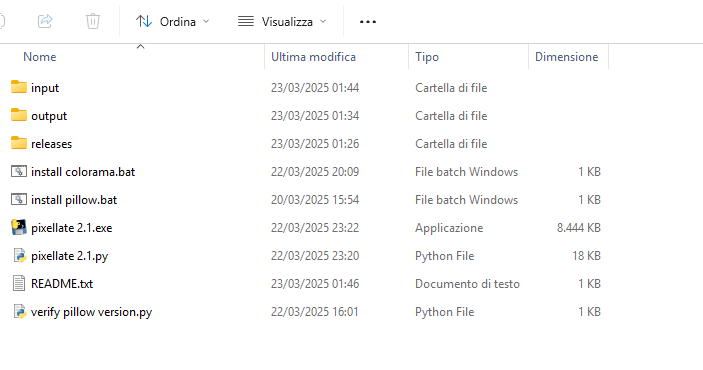 Ordina Visualizza
Nome Ultima modifica Tipo Dimensione
input 23/03/2025 01:44 Cartella di file
output 23/03/2025 01:34 Cartella di file
releases 23/03/2025 01:26 Cartella di file
install colorama.bat 22/03/2025 20:09 File batch Windows 1 KB
install pillow.bat 20/03/2025 15:54 File batch Windows 1 KB
pixellate 2.1.exe 22/03/2025 23:22 Applicazione 8.444 KB
pixellate 2.1.py 22/03/2025 23:20 Python File 18 KB
README.txt 23/03/2025 01:46 Documento di testo 1 KB
verify pillow version.py 22/03/2025 16:01 Python File 1 KB